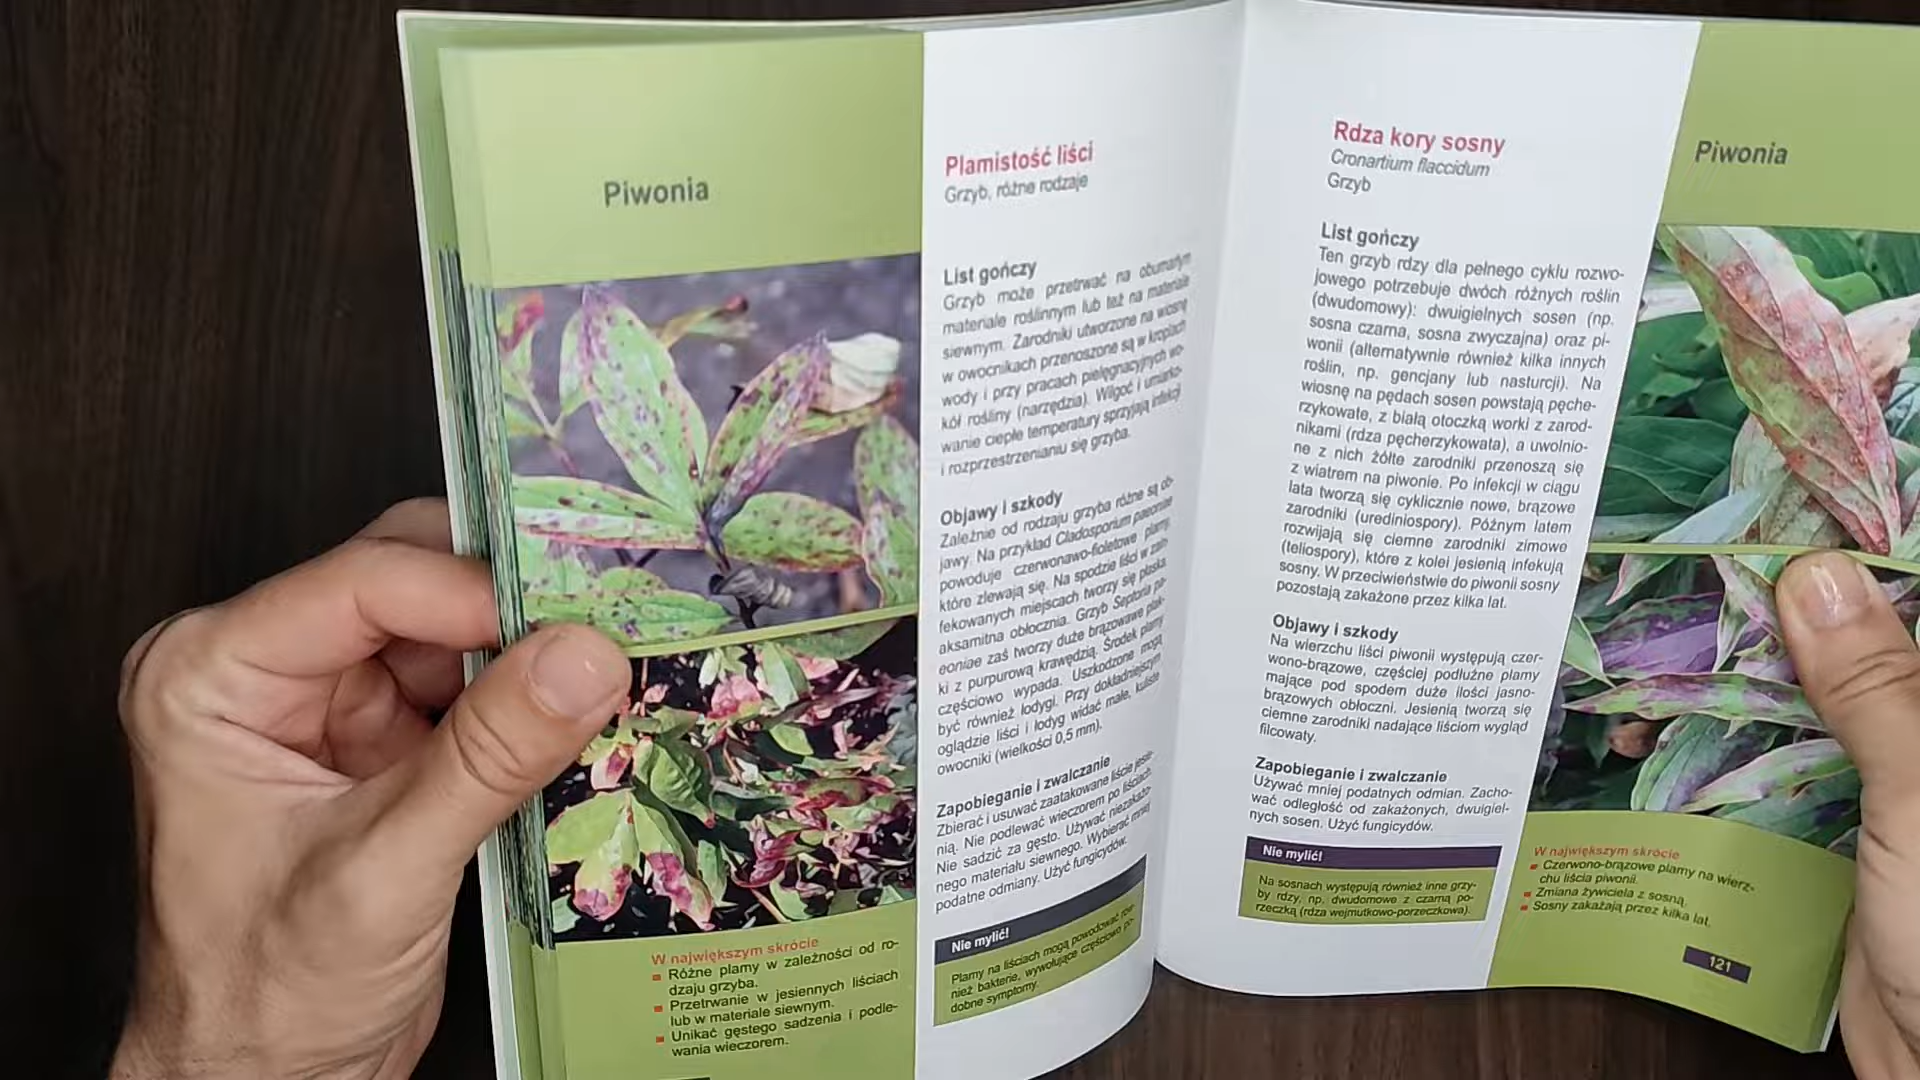 Piwonia
W największym skrócie
Różne plamy w zależności od ro-
dzaju grzyba.
Przetrwanie w jesiennych liściach
lub w materiale siewnym.
Unikać gęstego sadzenia i podle-
wania wieczorem.
Plamistość liści
Grzyb, różne rodzaje
List gończy
Grzyb może przetrwać na obumarłym
materiale roślinnym lub też na materiale
siewnym. Zarodniki utworzone na wiosnę
w owocnikach przenoszone są w kroplach
wody i przy pracach pielęgnacyjnych wo-
kół rośliny (narzędzia). Wilgoć i umiarko-
wanie ciepłe temperatury sprzyjają infekcji
i rozprzestrzenianiu się grzyba.
Objawy i szkody
Zależnie od rodzaju grzyba różne są ob-
jawy. Na przykład Cladosporium paeoniae
powoduje czerwonawo-fioletowe plamy,
które zlewają się. Na spodzie liści w zain-
fekowanych miejscach tworzy się płaska
aksamitna obłocznia. Grzyb Septoria pa-
eoniae zaś tworzy duże brązowawe plam-
ki z purpurową krawędzią. Środek plamy
częściowo wypada. Uszkodzone mogą
być również łodygi. Przy dokładniejszym
oglądzie liści i łodyg widać małe, kuliste
owocniki (wielkości 0,5 mm).
Zapobieganie i zwalczanie
Zbierać i usuwać zaatakowane liście jesie-
nią. Nie podlewać wieczorem po liściach.
Nie sadzić za gęsto. Używać niezakażo-
nego materiału siewnego. Wybierać mniej
podatne odmiany. Użyć fungicydów.
Nie mylić!
Plamy na liściach mogą powodować rów-
nież bakterie, wywołujące częściowo po-
dobne symptomy.
Rdza kory sosny
Cronartium flaccidum
Grzyb
List gończy
Ten grzyb rdzy dla pełnego cyklu rozwo-
jowego potrzebuje dwóch różnych roślin
(dwudomowy): dwuigielnych sosen (np.
sosna czarna, sosna zwyczajna) oraz pi-
wonii (alternatywnie również kilka innych
roślin, np. gencjany lub nasturcji). Na
wiosnę na pędach sosen powstają pęche-
rzykowate, z białą otoczką worki z zarod-
nikami (rdza pęcherzykowata), a uwolnio-
ne z nich żółte zarodniki przenoszą się
z wiatrem na piwonie. Po infekcji w ciągu
lata tworzą się cyklicznie nowe, brązowe
zarodniki (urediniospory). Późnym latem
rozwijają się ciemne zarodniki zimowe
(teliospory), które z kolei jesienią infekują
sosny. W przeciwieństwie do piwonii sosny
pozostają zakażone przez kilka lat.
Objawy i szkody
Na wierzchu liści piwonii występują czer-
wono-brązowe, częściej podłużne plamy
mające pod spodem duże ilości jasno-
brązowych obłoczni. Jesienią tworzą się
ciemne zarodniki nadające liściom wygląd
filcowaty.
Zapobieganie i zwalczanie
Używać mniej podatnych odmian. Zacho-
wać odległość od zakażonych, dwuigiel-
nych sosen. Użyć fungicydów.
Nie mylić!
Na sosnach występują również inne grzy-
by rdzy, np. dwudomowe z czarną po-
rzeczką (rdza wejmutkowo-porzeczkowa).
Piwonia
W największym skrócie
Czerwono-brązowe plamy na wierz-
chu liścia piwonii.
Zmiana żywiciela z sosną.
Sosny zakażają przez kilka lat.
121